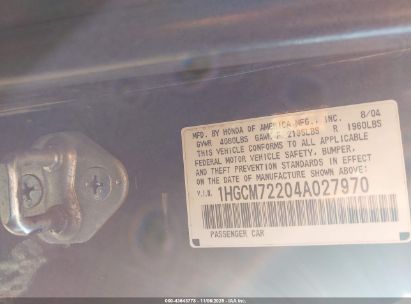 MFD. BY HONDA OF AMERICA MFG., INC. 8/04
GVWR 4080LBS GAWR F 2195LBS R 1960LBS
THIS VEHICLE CONFORMS TO ALL APPLICABLE
FEDERAL MOTOR VEHICLE SAFETY, BUMPER,
AND THEFT PREVENTION STANDARDS IN EFFECT
ON THE DATE OF MANUFACTURE SHOWN ABOVE.
V.I.N. 1HGCM72204A027970
PASSENGER CAR